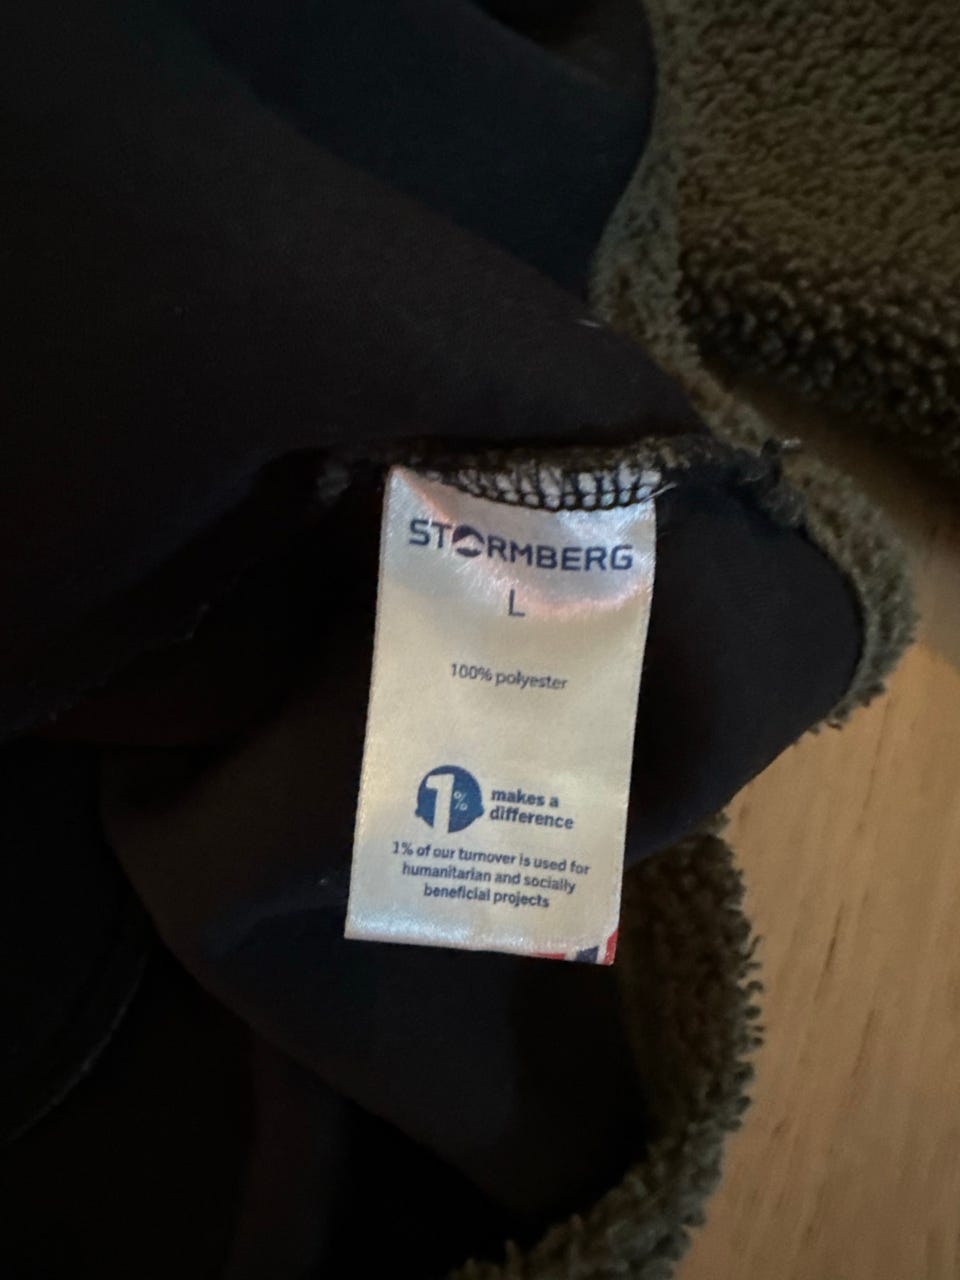 STORMBERG
L
100% polyester
1%
makes a
difference
1% of our turnover is used for
humanitarian and socially
beneficial projects